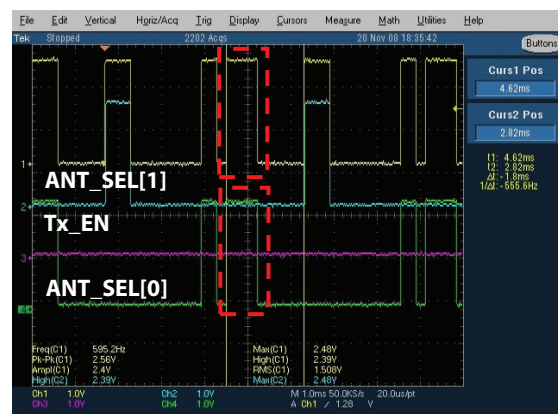 File Edit Vertical Horiz/Acq Trig Display Cursors Measure Math Utilities Help
Tek Stopped 2202 Acqs 20 Nov 08 18:35:42
Buttons
Curs1 Pos
4.62ms
Curs2 Pos
2.82ms
t1: 4.62ms
t2: 2.82ms
Δt: -1.8ms
1/Δt: -555.6Hz
1
ANT_SEL[1]
2
Tx_EN
3
ANT_SEL[0]
4
Freq(C1) 595.2Hz Max(C1) 2.48V
Pk-Pk(C1) 2.56V High(C1) 2.39V
Ampl(C1) 2.4V RMS(C1) 1.508V
High(C2) 2.39V Max(C2) 2.48V
Ch1 1.0V Ch2 1.0V M 1.0ms 50.0KS/s 20.0us/pt
Ch3 1.0V Ch4 1.0V A Ch1 / 1.28 V